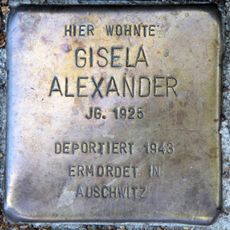 HIER WOHNTE
GISELA
ALEXANDER
JG. 1925
DEPORTIERT 1943
ERMORDET IN
AUSCHWITZ